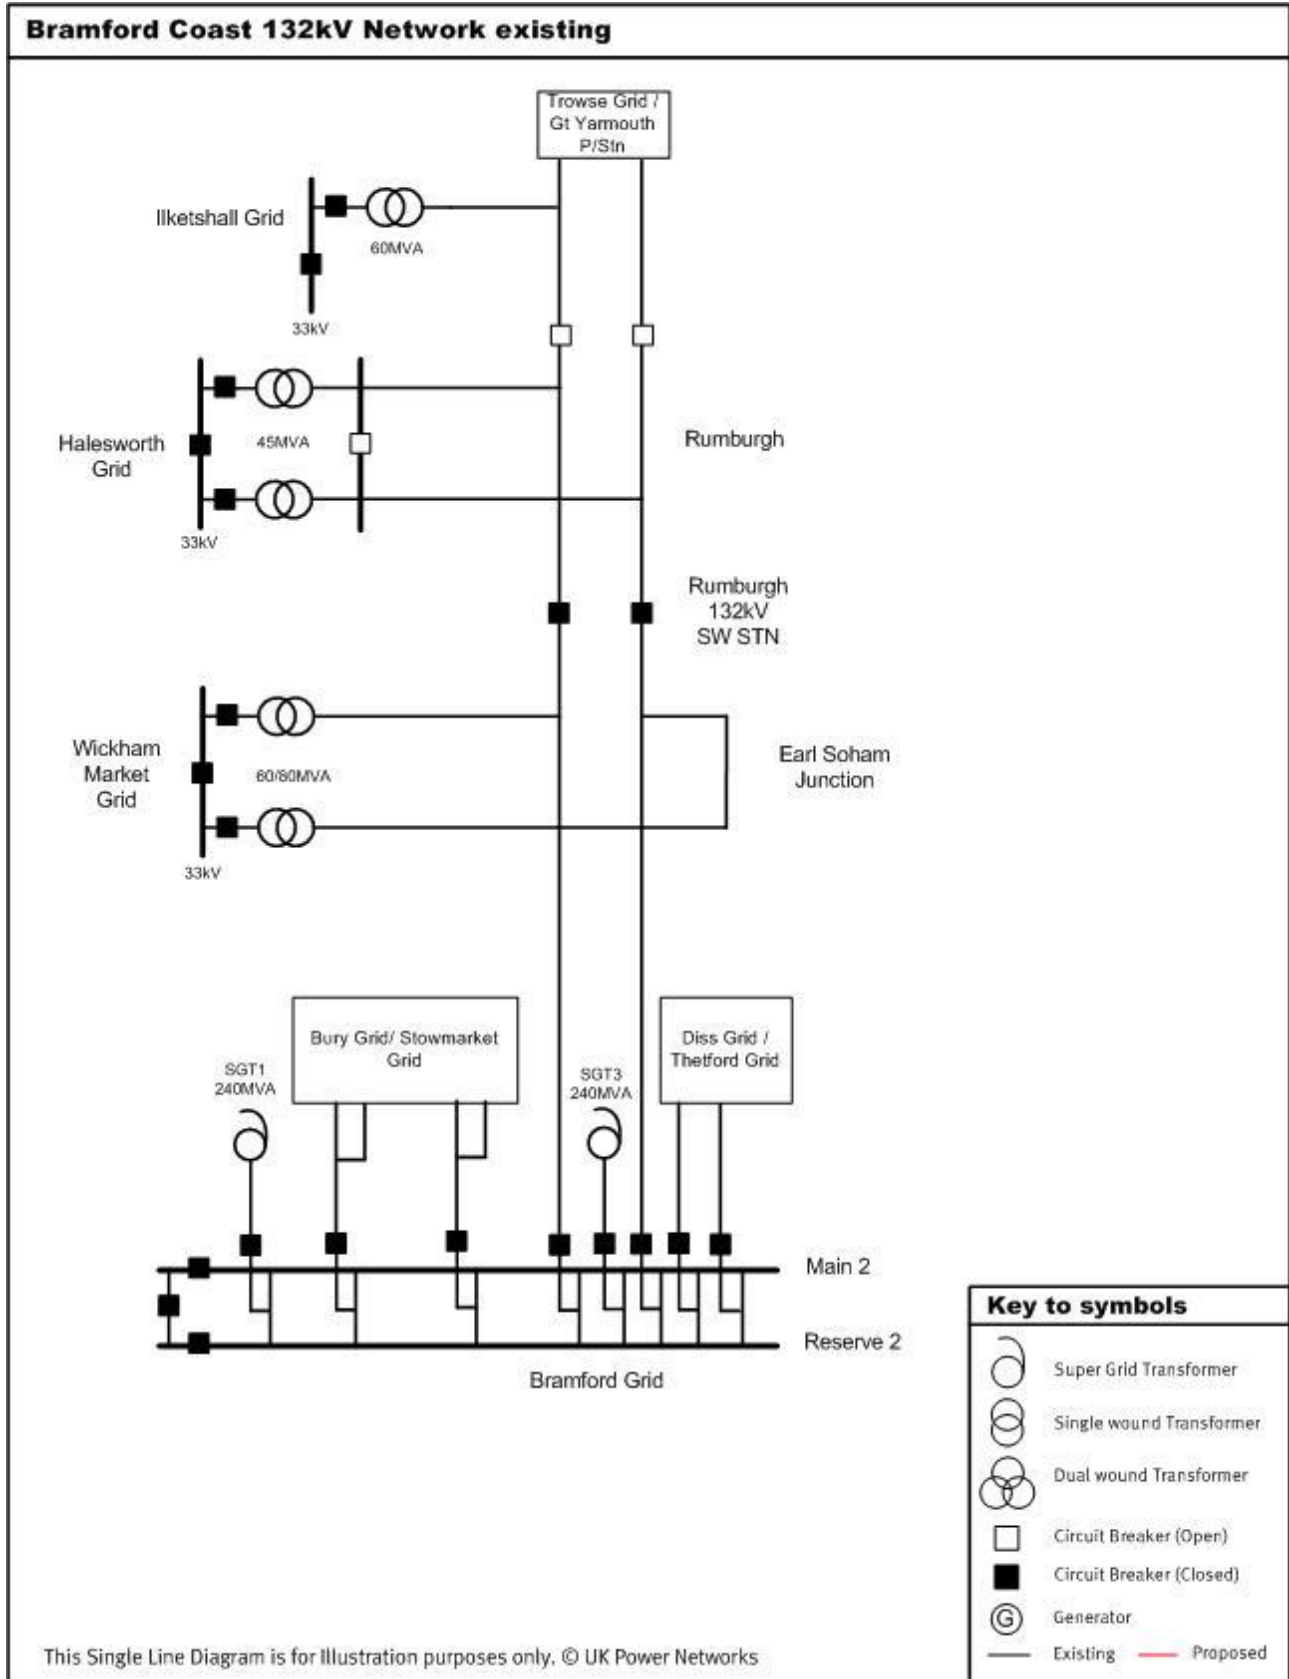 Bramford Coast 132kV Network existing
Trowse Grid /
Gt Yarmouth
P/Stn
Ilketshall Grid
60MVA
33kV
Halesworth
Grid
45MVA
33kV
Rumburgh
Rumburgh
132kV
SW STN
Wickham
Market
Grid
60/80MVA
33kV
Earl Soham
Junction
Bury Grid/ Stowmarket
Grid
Diss Grid /
Thetford Grid
SGT1
240MVA
SGT3
240MVA
Main 2
Reserve 2
Bramford Grid
Key to symbols
Super Grid Transformer
Single wound Transformer
Dual wound Transformer
Circuit Breaker (Open)
Circuit Breaker (Closed)
G Generator
Existing Proposed
This Single Line Diagram is for Illustration purposes only. © UK Power Networks